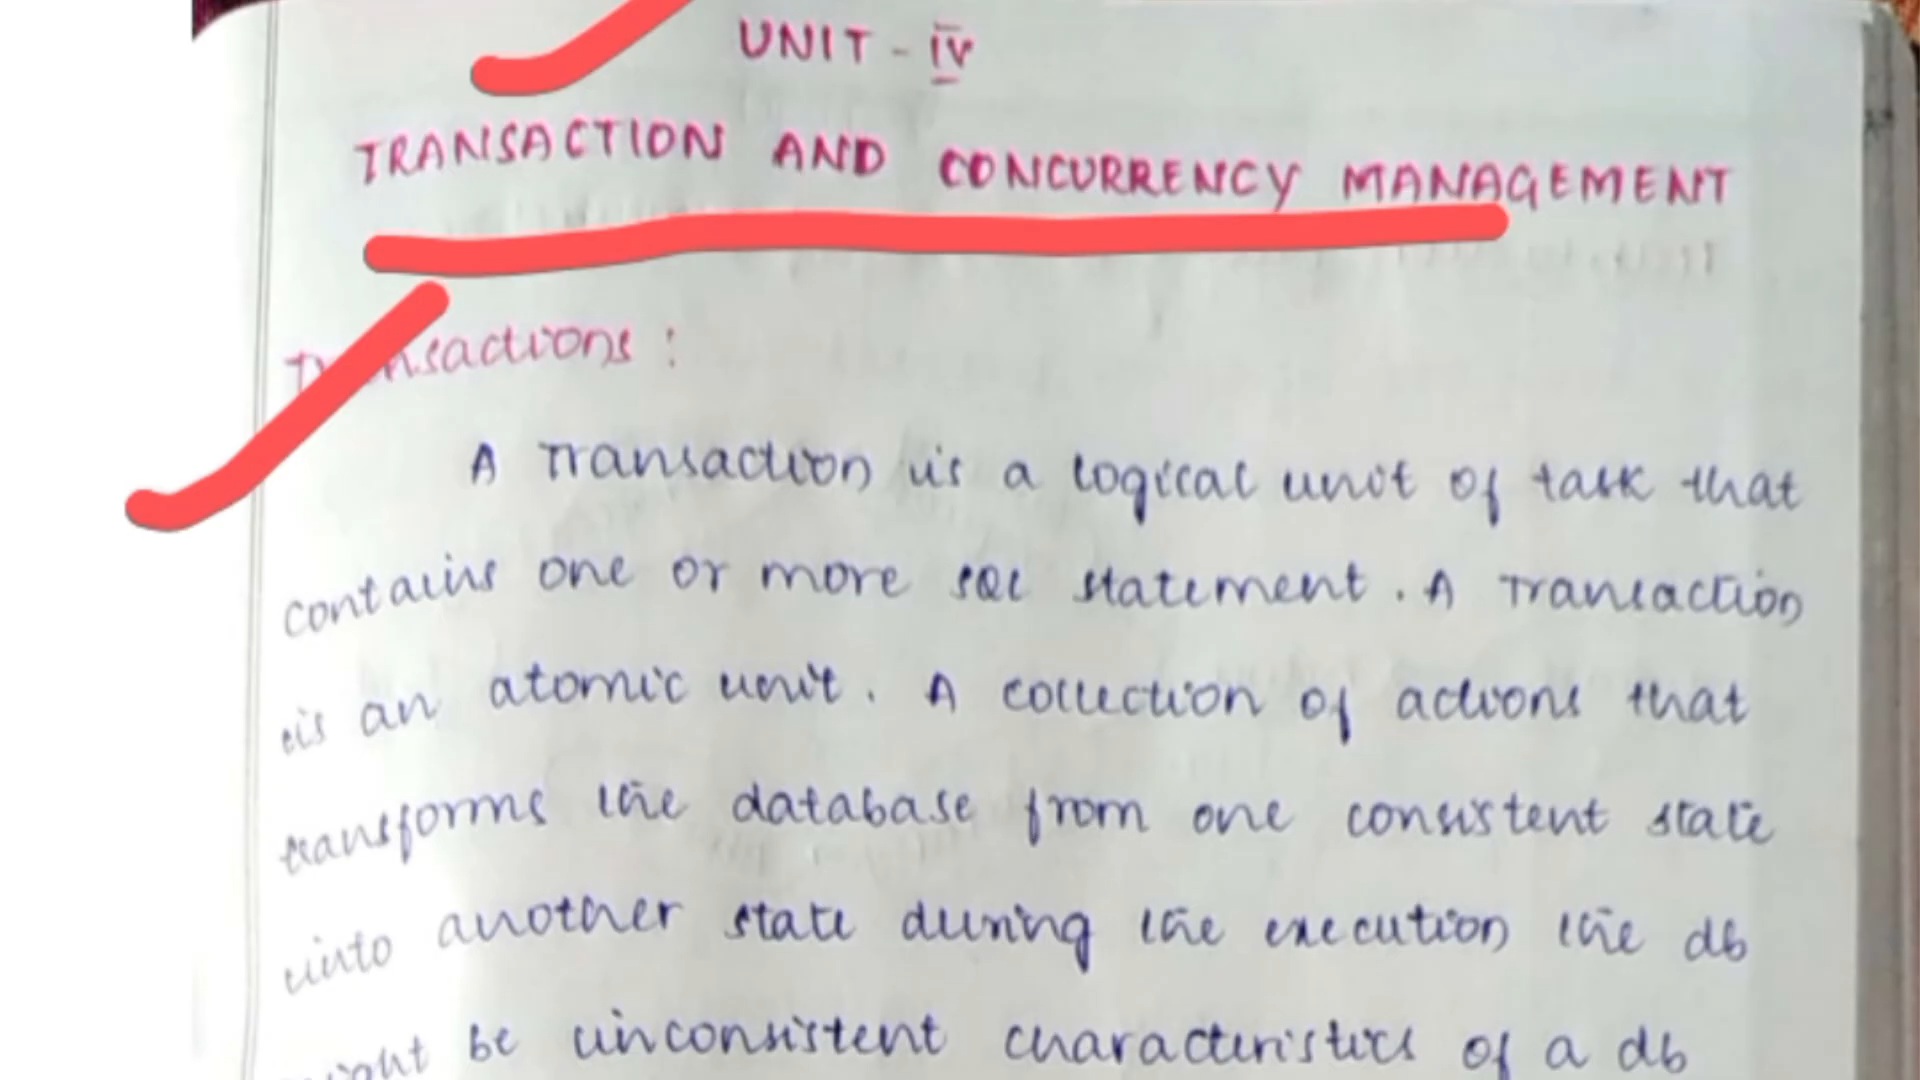 UNIT - IV
TRANSACTION AND CONCURRENCY MANAGEMENT
Transactions :
A Transaction is a logical unit of task that
contains one or more SQL statement. A Transaction
is an atomic unit. A collection of actions that
transforms the database from one consistent state
into another state during the execution the db
might be inconsistent characteristics of a db